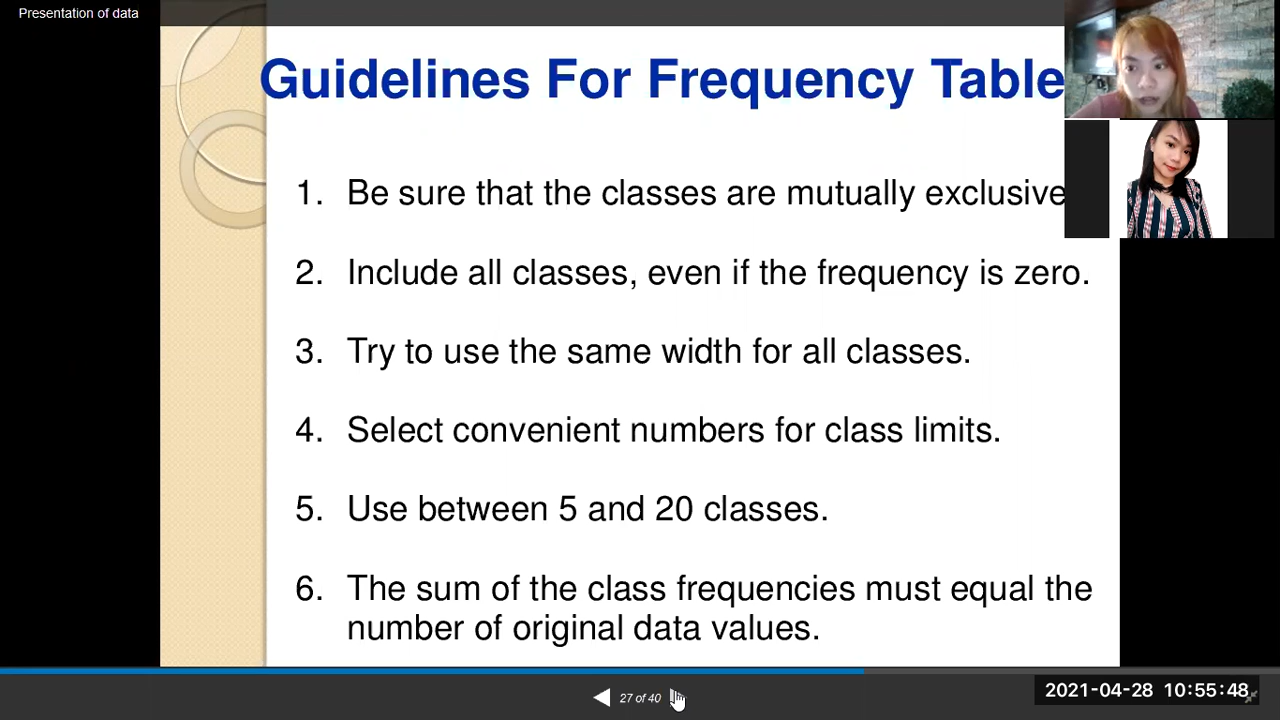 Presentation of data
Guidelines For Frequency Table
1. Be sure that the classes are mutually exclusive
2. Include all classes, even if the frequency is zero.
3. Try to use the same width for all classes.
4. Select convenient numbers for class limits.
5. Use between 5 and 20 classes.
6. The sum of the class frequencies must equal the
number of original data values.
27 of 40
2021-04-28 10:55:48